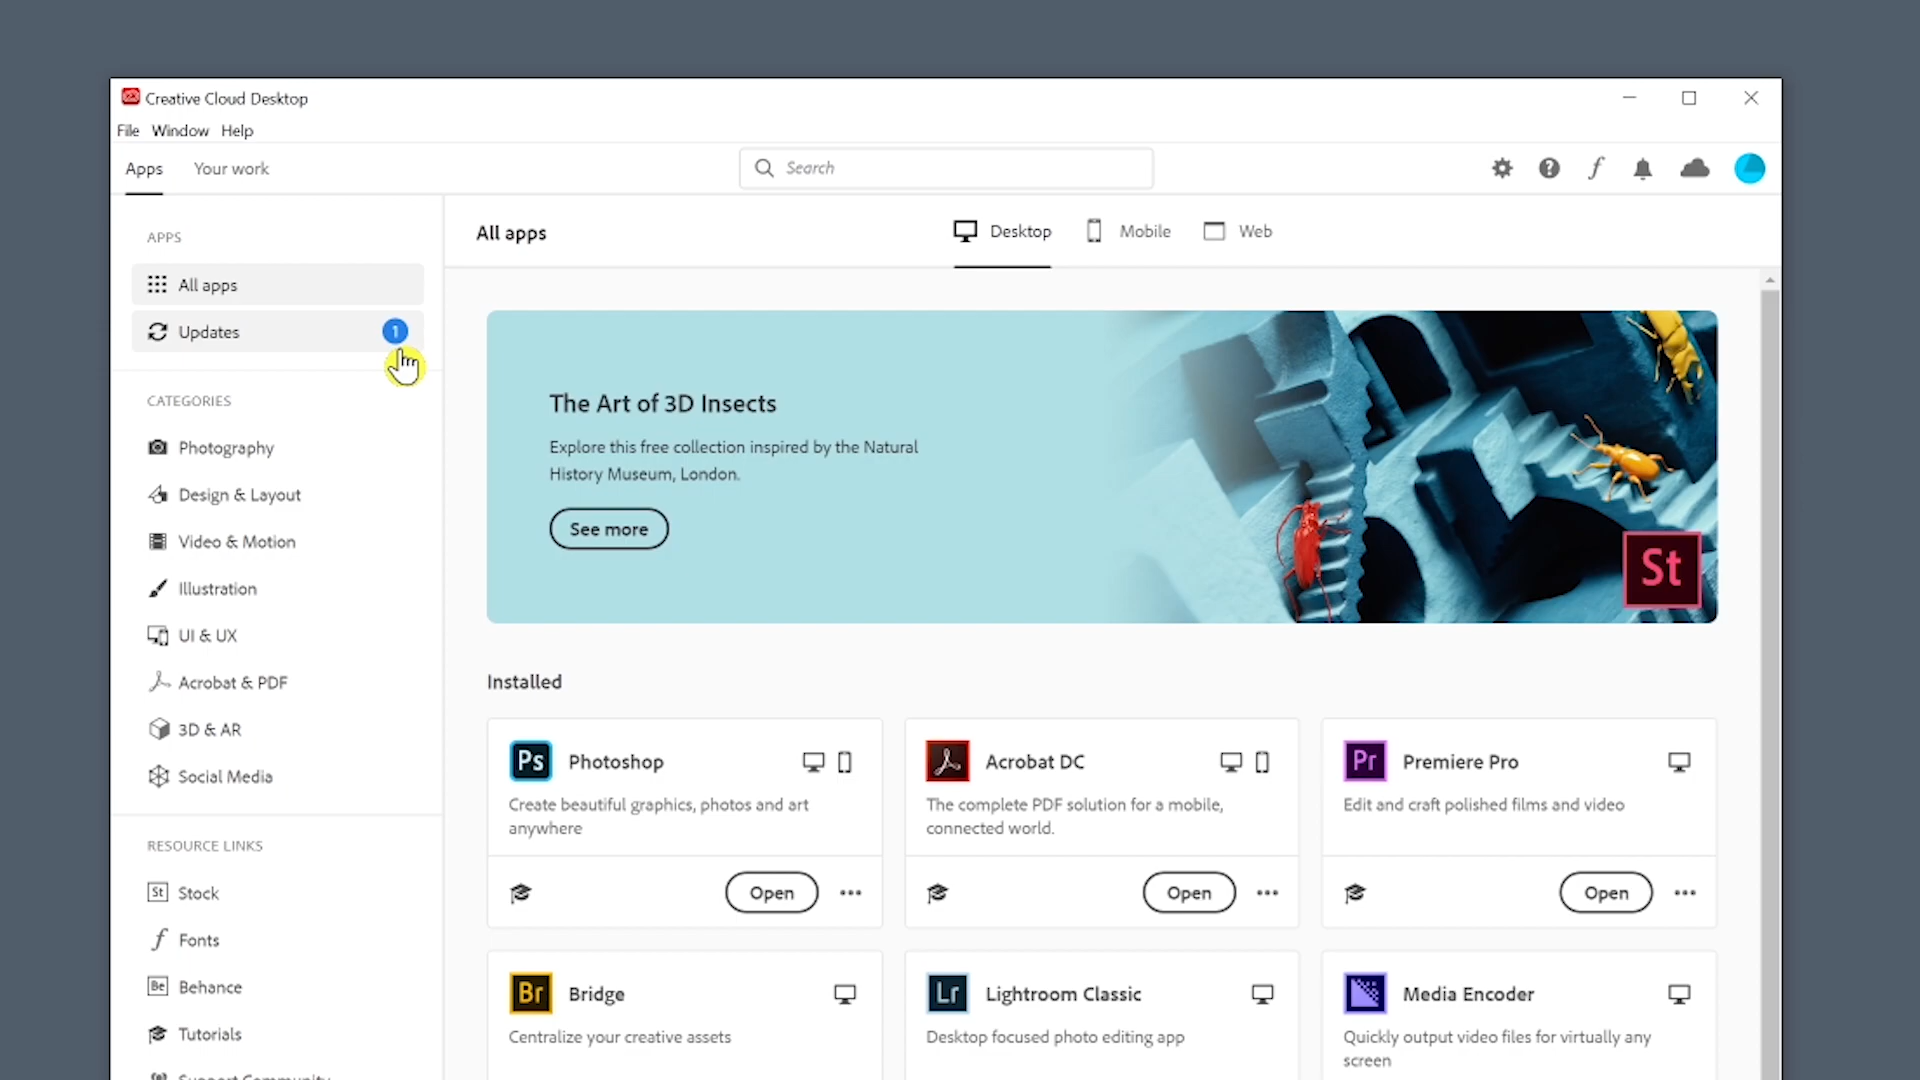 Creative Cloud Desktop
File Window Help
Apps Your work Search
APPS
All apps
Updates 1
CATEGORIES
Photography
Design & Layout
Video & Motion
Illustration
UI & UX
Acrobat & PDF
3D & AR
Social Media
RESOURCE LINKS
St Stock
Fonts
Be Behance
Tutorials
Support Community
All apps Desktop Mobile Web
The Art of 3D Insects
Explore this free collection inspired by the Natural
History Museum, London.
See more
St
Installed
Ps Photoshop
Create beautiful graphics, photos and art
anywhere
Open
Acrobat DC
The complete PDF solution for a mobile,
connected world.
Open
Pr Premiere Pro
Edit and craft polished films and video
Open
Br Bridge
Centralize your creative assets
Lr Lightroom Classic
Desktop focused photo editing app
Media Encoder
Quickly output video files for virtually any
screen